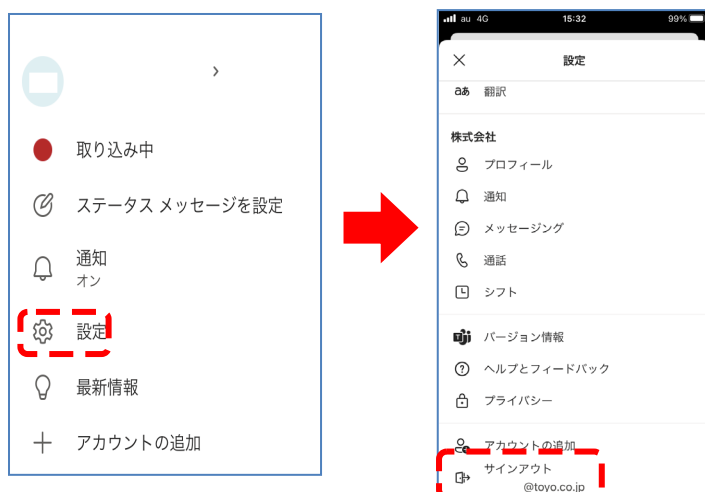 取り込み中
ステータス メッセージを設定
通知
オン
設定
最新情報
アカウントの追加
au 4G 15:32 99%
設定
aあ 翻訳
株式会社
プロフィール
通知
メッセージング
通話
シフト
バージョン情報
ヘルプとフィードバック
プライバシー
アカウントの追加
サインアウト
@toyo.co.jp